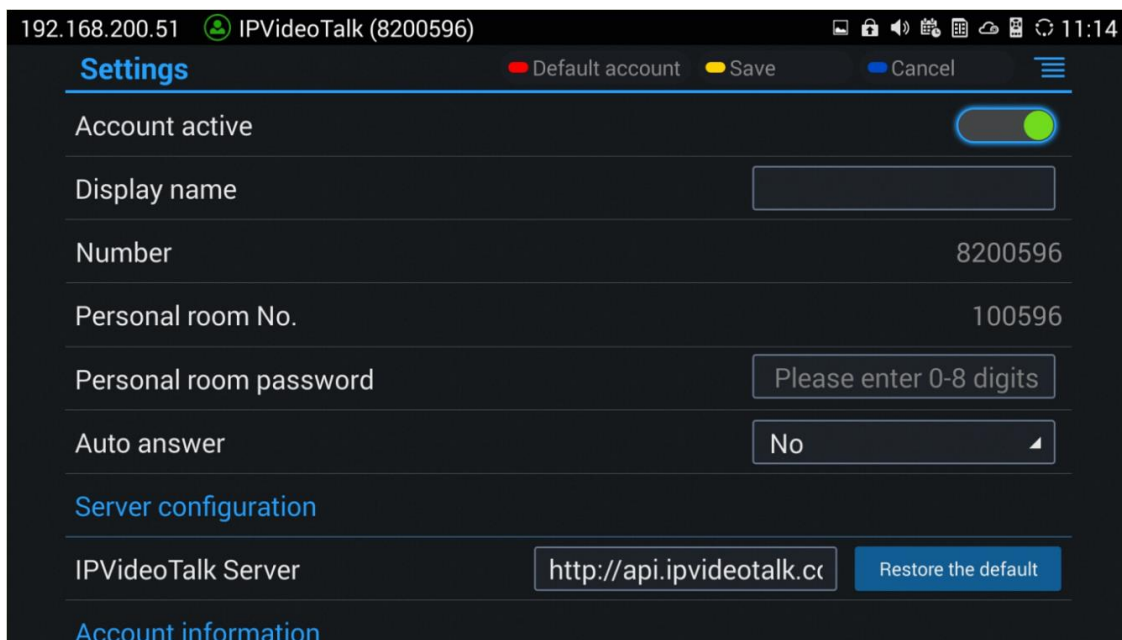 192.168.200.51 IPVideoTalk (8200596) 11:14
Settings Default account Save Cancel
Account active
Display name
Number 8200596
Personal room No. 100596
Personal room password Please enter 0-8 digits
Auto answer No
Server configuration
IPVideoTalk Server http://api.ipvideotalk.cc Restore the default
Account information